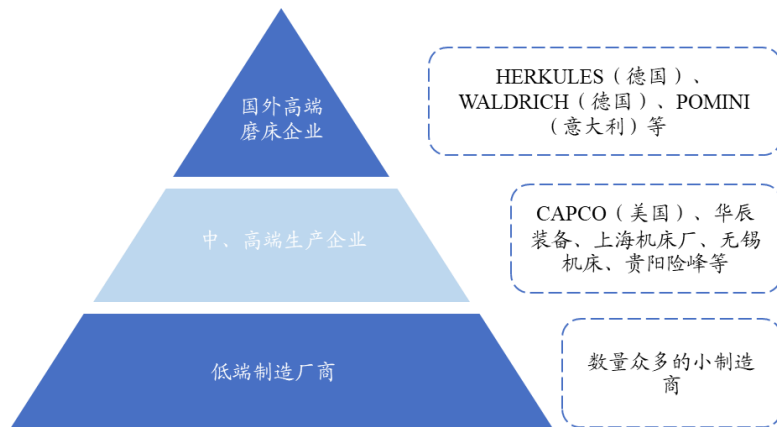 国外高端
磨床企业
HERKULES（德国）、
WALDRICH（德国）、POMINI
（意大利）等
中、高端生产企业
CAPCO（美国）、华辰
装备、上海机床厂、无锡
机床、贵阳险峰等
低端制造厂商
数量众多的小制造
商